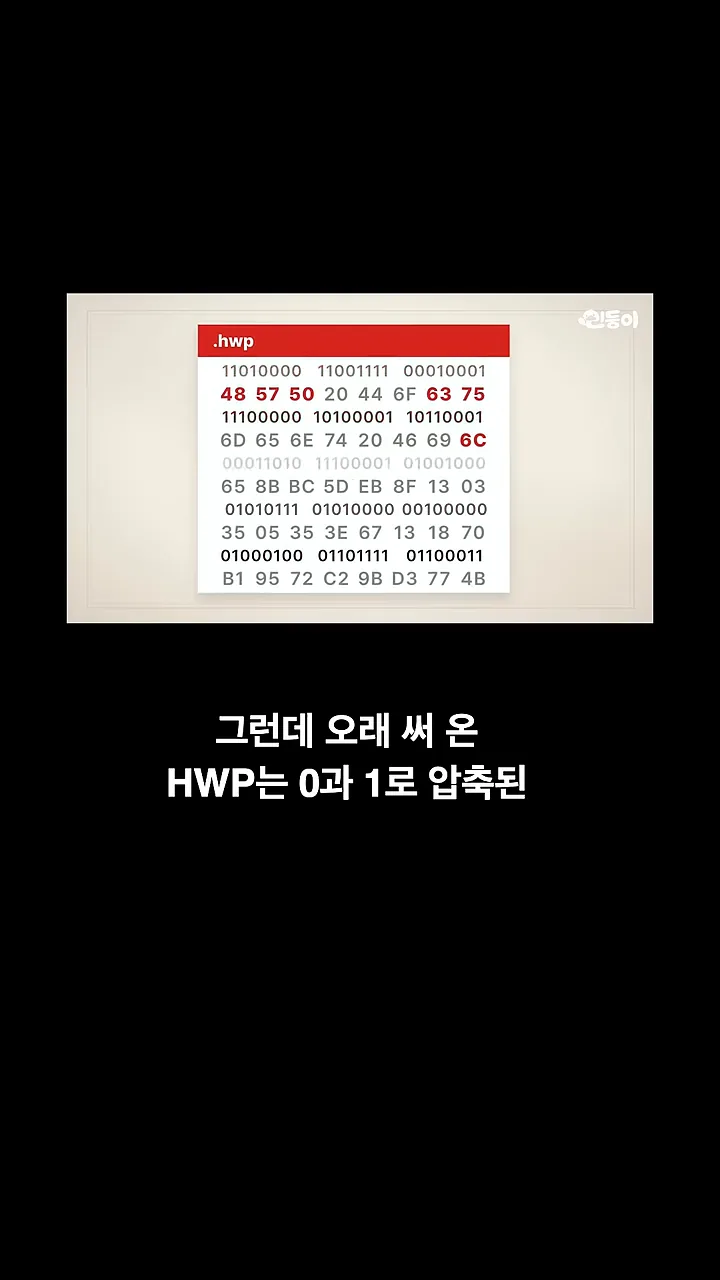 인둥이
.hwp
11010000 11001111 00010001
48 57 50 20 44 6F 63 75
11100000 10100001 10110001
6D 65 6E 74 20 46 69 6C
00011010 11100001 01001000
65 8B BC 5D EB 8F 13 03
01010111 01010000 00100000
35 05 35 3E 67 13 18 70
01000100 01101111 01100011
B1 95 72 C2 9B D3 77 4B
그런데 오래 써 온
HWP는 0과 1로 압축된